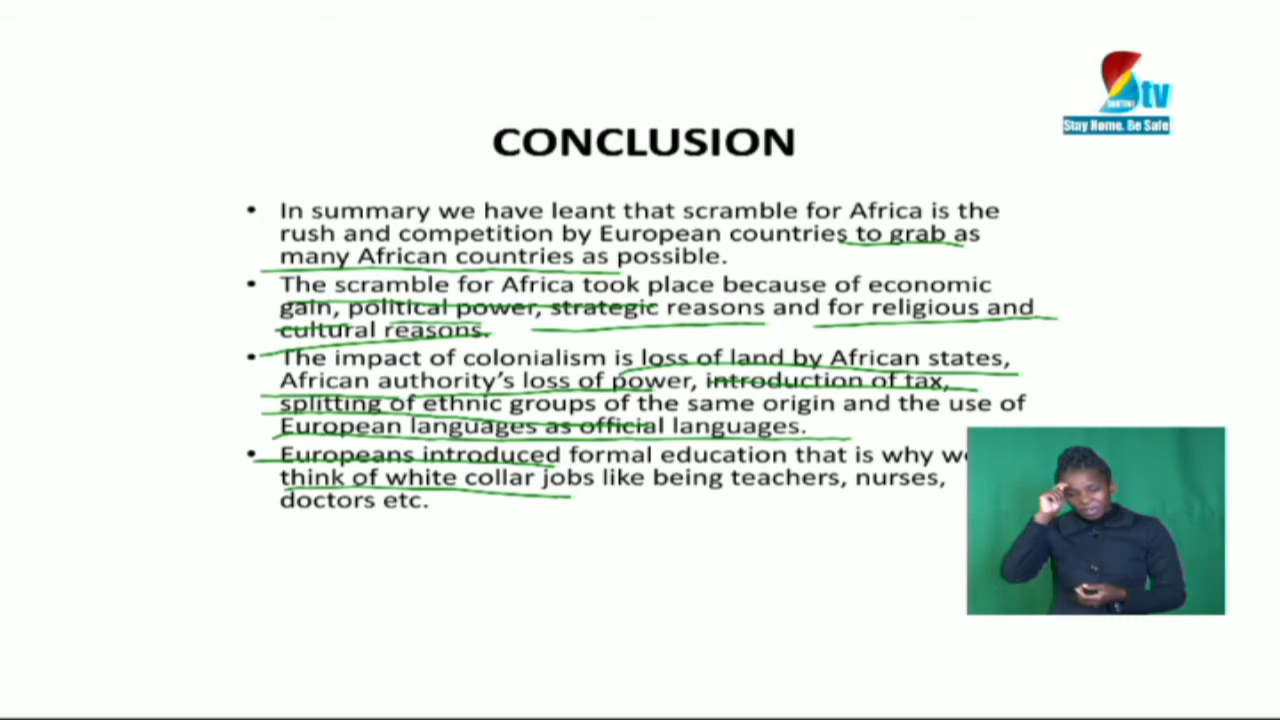 tv
Stay Home. Be Safe
CONCLUSION
• In summary we have leant that scramble for Africa is the
rush and competition by European countries to grab as
many African countries as possible.
• The scramble for Africa took place because of economic
gain, political power, strategic reasons and for religious and
cultural reasons.
• The impact of colonialism is loss of land by African states,
African authority's loss of power, introduction of tax,
splitting of ethnic groups of the same origin and the use of
European languages as official languages.
• Europeans introduced formal education that is why we
think of white collar jobs like being teachers, nurses,
doctors etc.